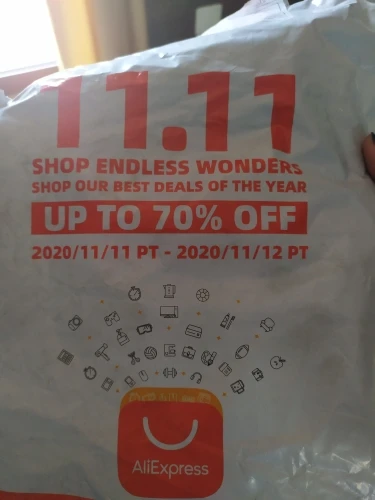 11.11
SHOP ENDLESS WONDERS
SHOP OUR BEST DEALS OF THE YEAR
UP TO 70% OFF
2020/11/11 PT - 2020/11/12 PT
AliExpress